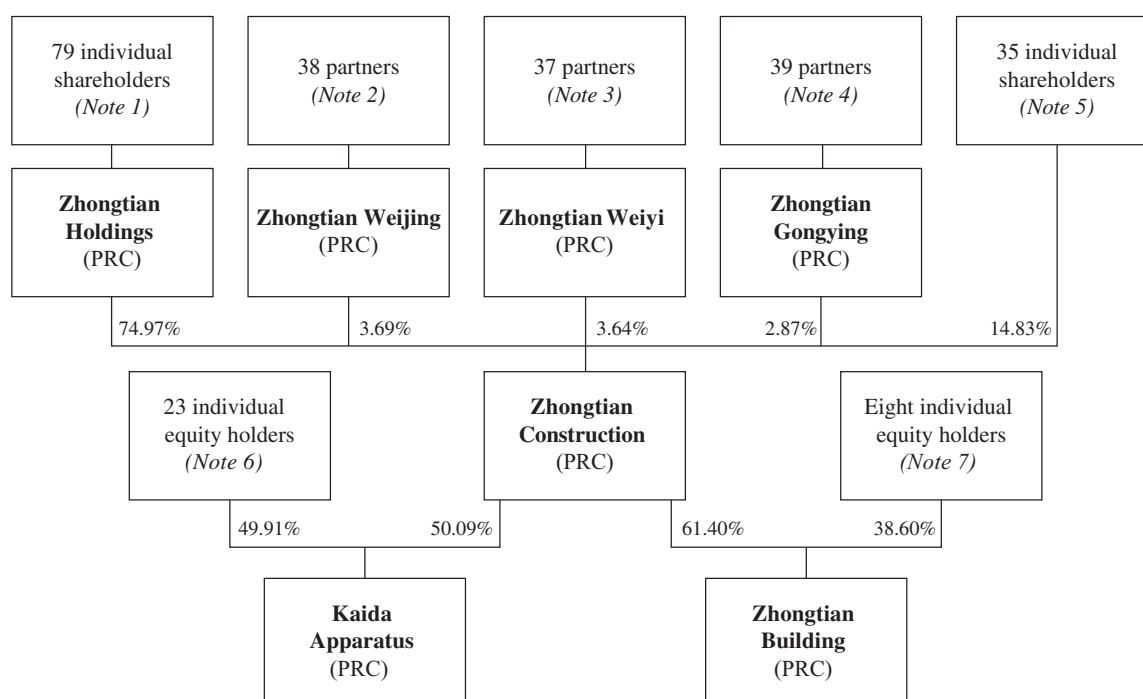 79 individual
shareholders
(Note 1)
38 partners
(Note 2)
37 partners
(Note 3)
39 partners
(Note 4)
35 individual
shareholders
(Note 5)
Zhongtian
Holdings
(PRC)
Zhongtian Weijing
(PRC)
Zhongtian Weiyi
(PRC)
Zhongtian
Gongying
(PRC)
74.97%
3.69%
3.64%
2.87%
14.83%
23 individual
equity holders
(Note 6)
Zhongtian
Construction
(PRC)
Eight individual
equity holders
(Note 7)
49.91%
50.09%
61.40%
38.60%
Kaida
Apparatus
(PRC)
Zhongtian
Building
(PRC)